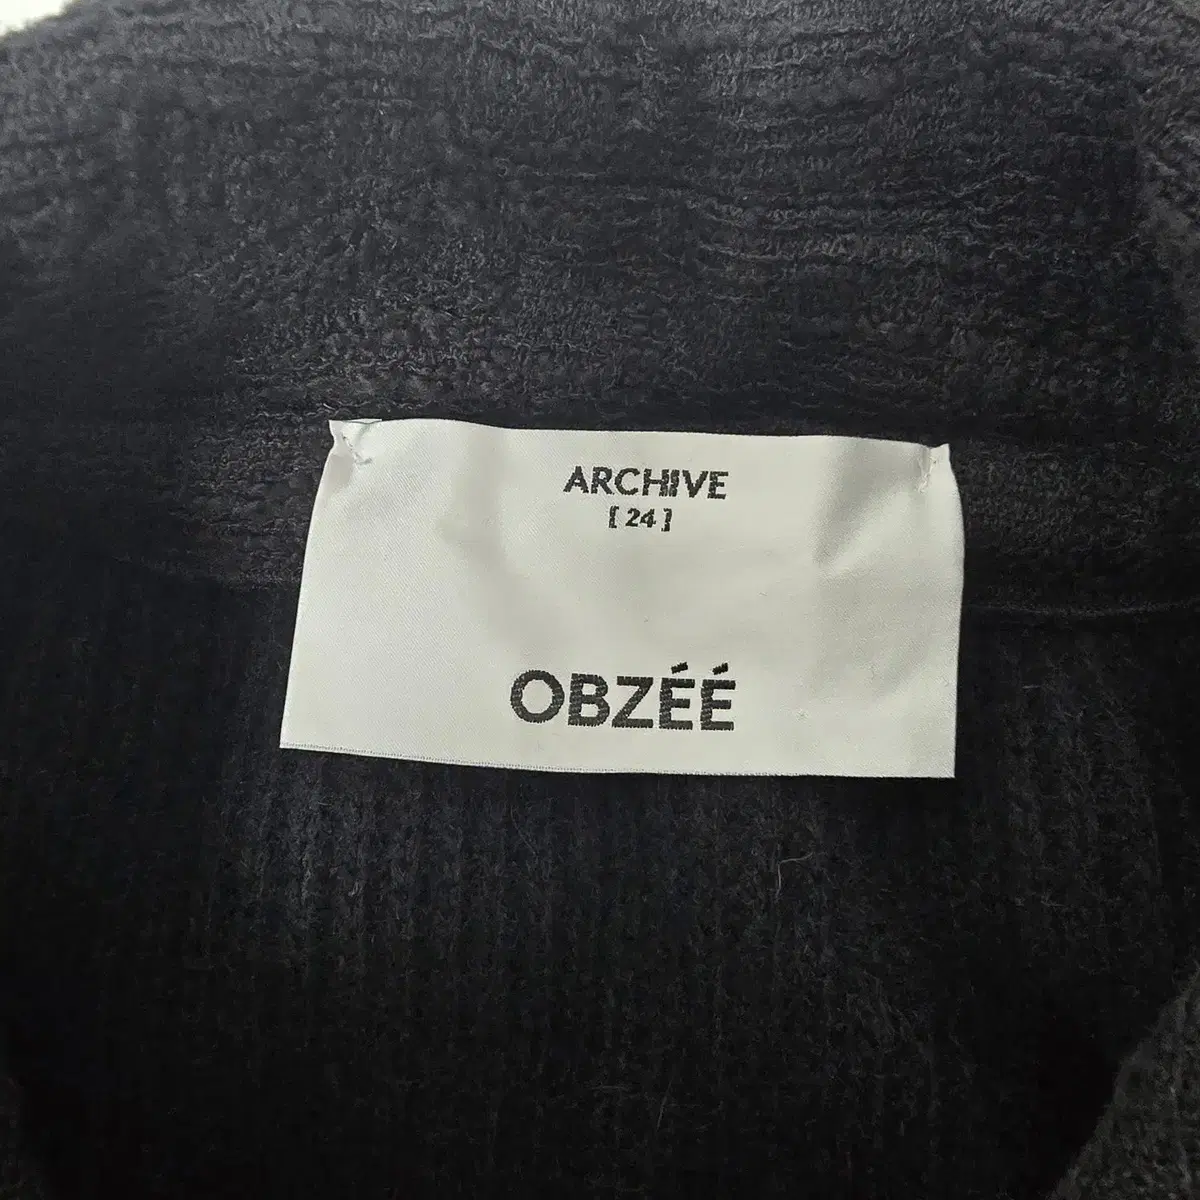 ARCHIVE
[ 24 ]
OBZÉÉ